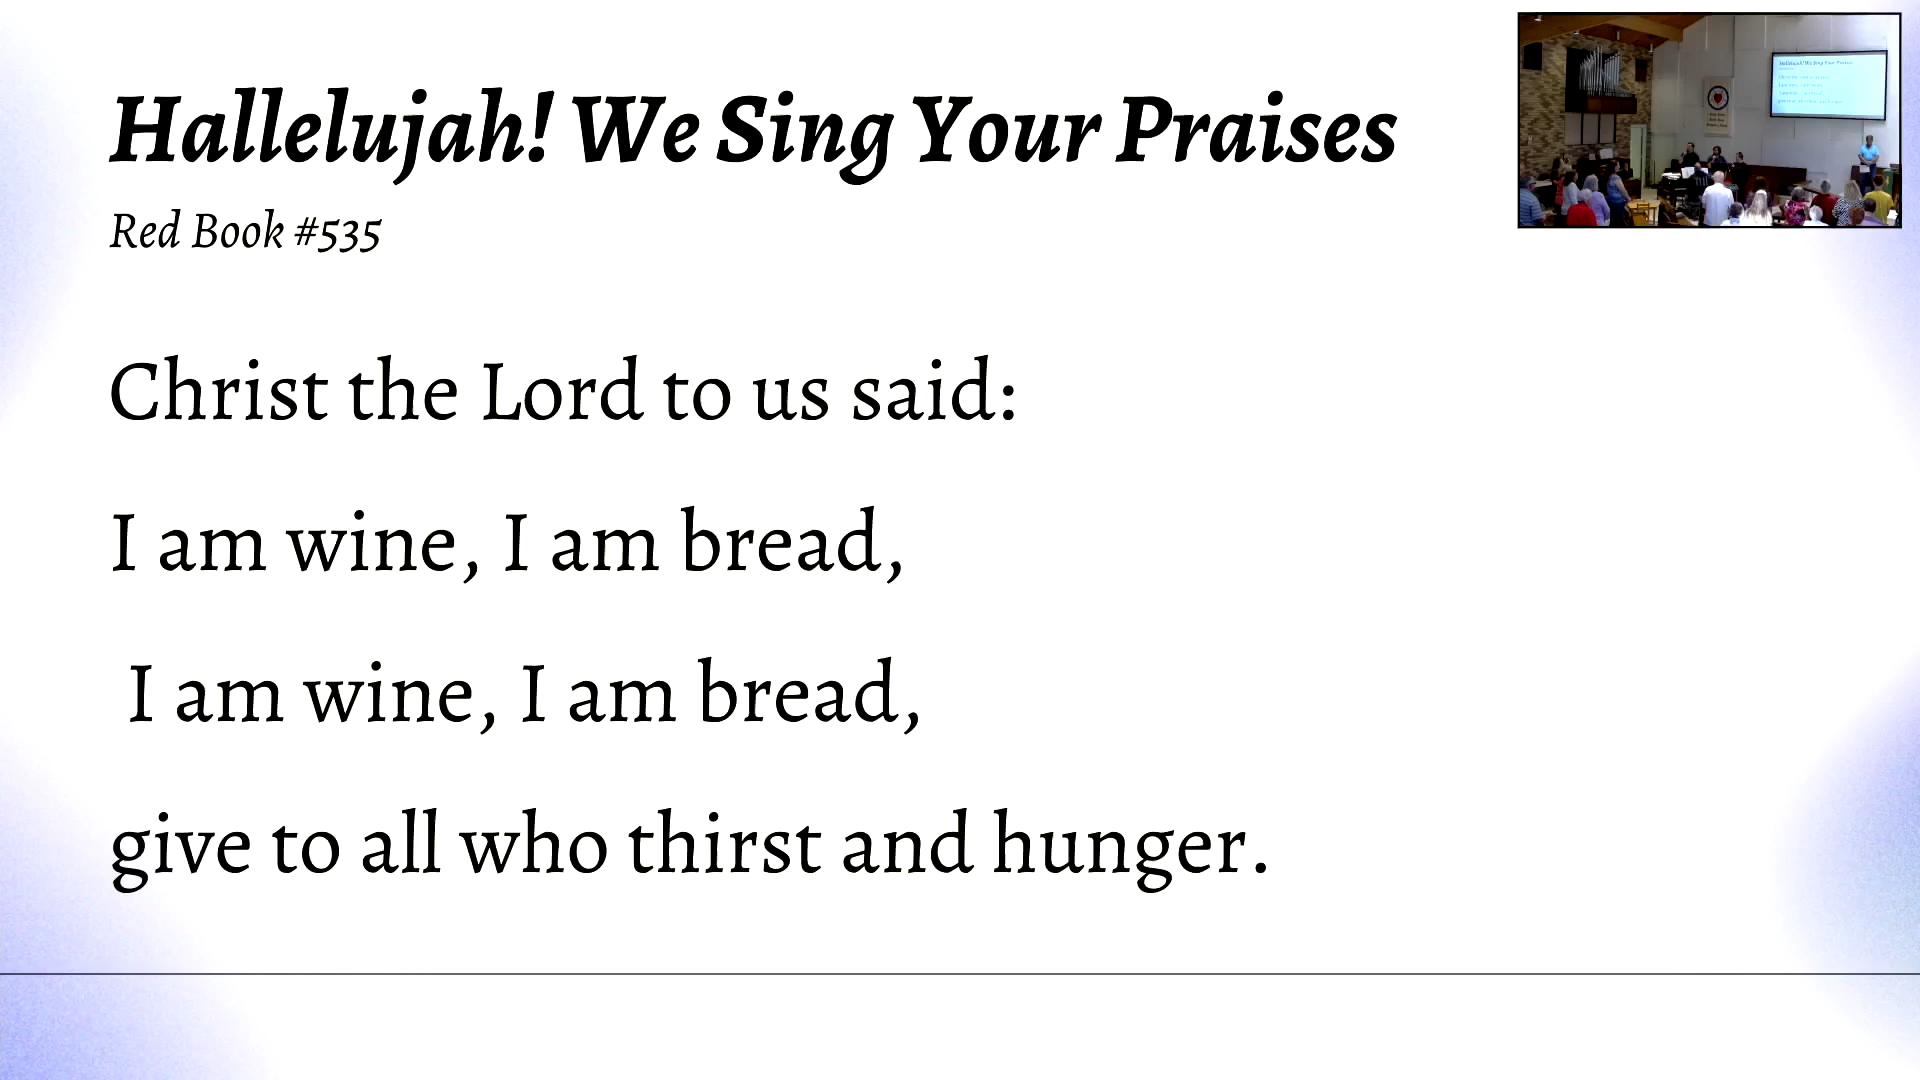 Hallelujah! We Sing Your Praises
Red Book #535
Christ the Lord to us said:
I am wine, I am bread,
I am wine, I am bread,
give to all who thirst and hunger.